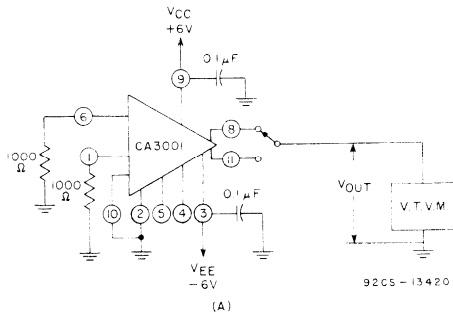 VCC
+6V
0.1µF
9
6
CA3001
8
11
1000
Ω
1
1000
Ω
VOUT
V.T.V.M
10
2
5
4
3
0.1µF
VEE
-6V
92CS-13420
(A)